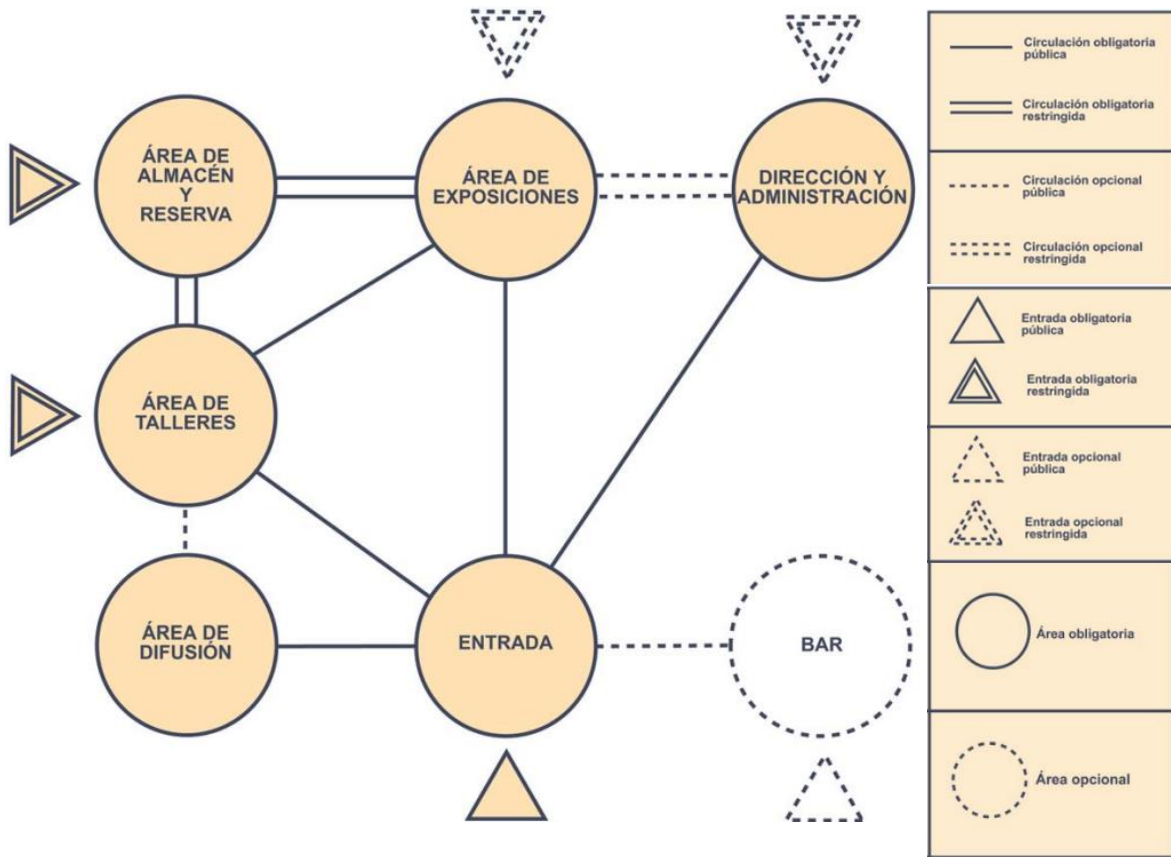 ÁREA DE
ALMACÉN
Y
RESERVA
ÁREA DE
EXPOSICIONES
DIRECCIÓN Y
ADMINISTRACIÓN
ÁREA DE
TALLERES
ÁREA DE
DIFUSIÓN
ENTRADA
BAR
Circulación obligatoria
pública
Circulación obligatoria
restringida
Circulación opcional
pública
Circulación opcional
restringida
Entrada obligatoria
pública
Entrada obligatoria
restringida
Entrada opcional
pública
Entrada opcional
restringida
Área obligatoria
Área opcional